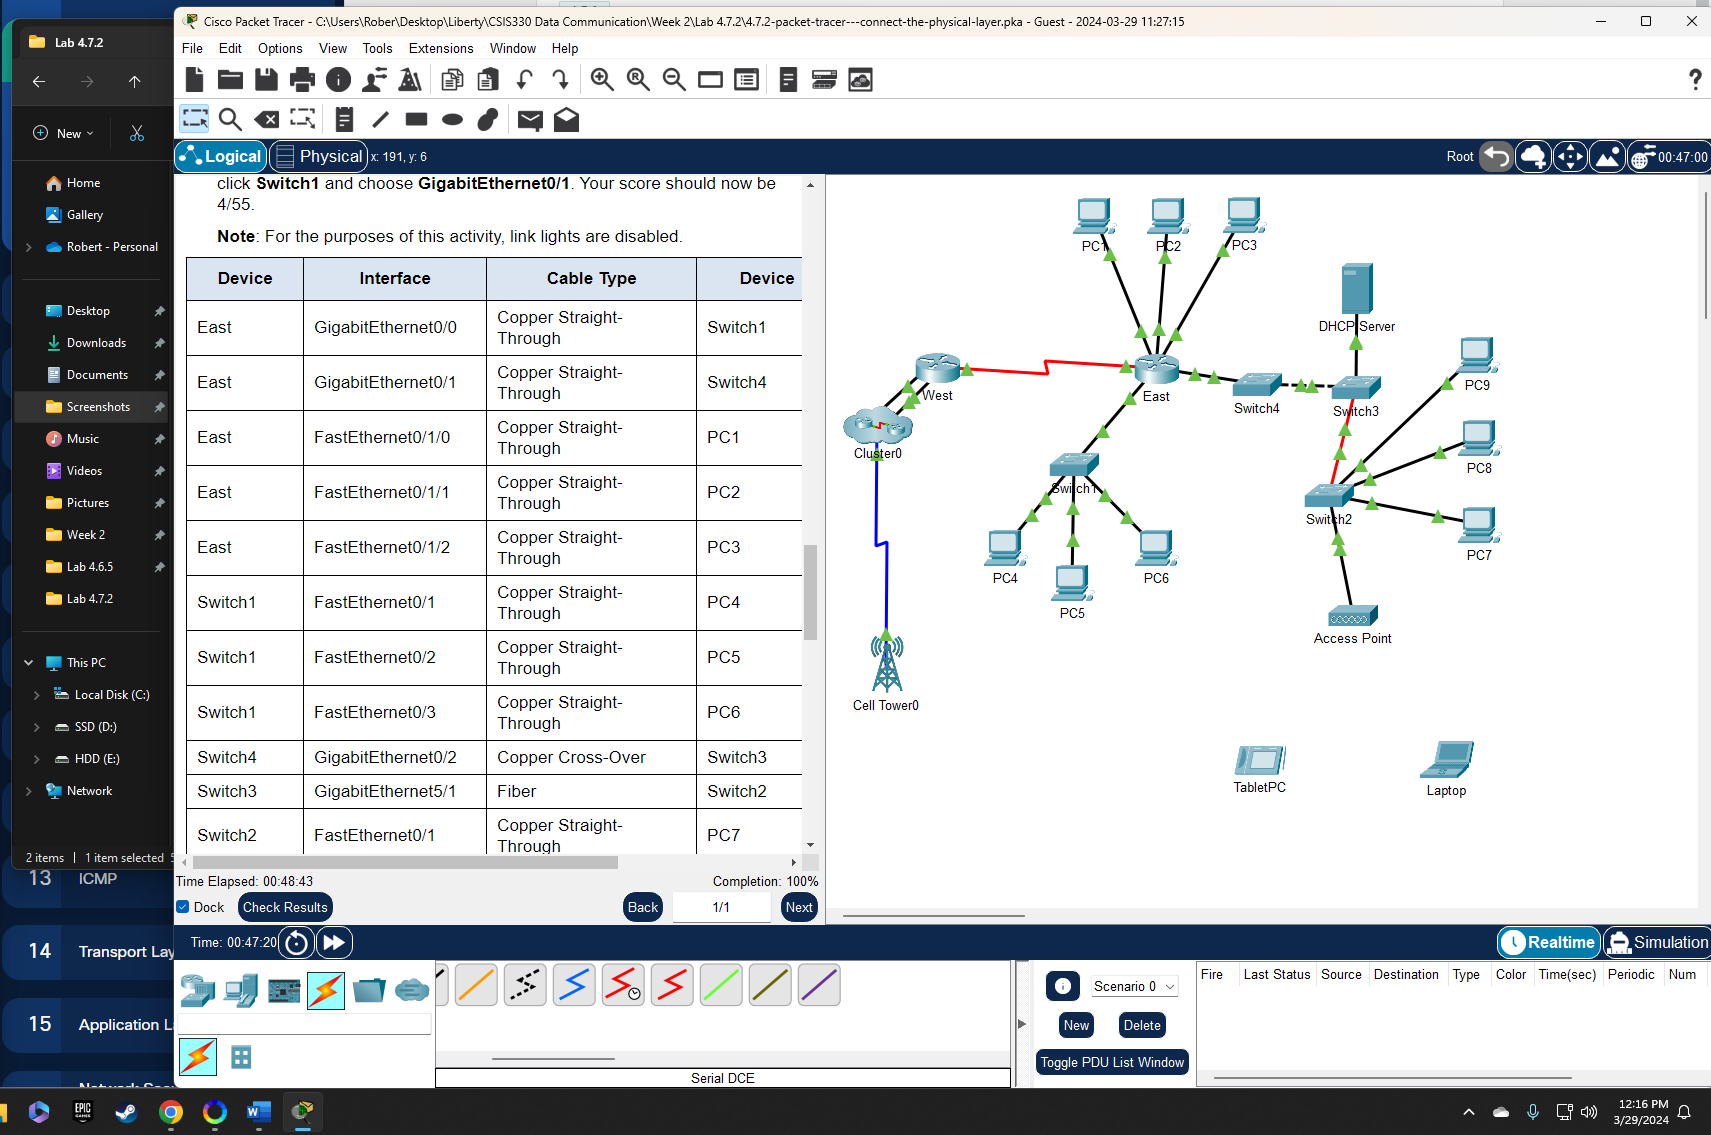 Lab 4.7.2
Cisco Packet Tracer - C:\Users\Rober\Desktop\Liberty\CSIS330 Data Communication\Week 2\Lab 4.7.2\4.7.2-packet-tracer---connect-the-physical-layer.pka - Guest - 2024-03-29 11:27:15
File Edit Options View Tools Extensions Window Help
New
Logical
Physical
x: 191, y: 6
Root
00:47:00
Home
Gallery
Robert - Personal
Desktop
Downloads
Documents
Screenshots
Music
Videos
Pictures
Week 2
Lab 4.6.5
Lab 4.7.2
This PC
Local Disk (C:)
SSD (D:)
HDD (E:)
Network
2 items | 1 item selected
13 ICMP
14 Transport Lay
15 Application L
click Switch1 and choose GigabitEthernet0/1. Your score should now be
4/55.
Note: For the purposes of this activity, link lights are disabled.
Device Interface Cable Type Device
East GigabitEthernet0/0 Copper Straight-Through Switch1
East GigabitEthernet0/1 Copper Straight-Through Switch4
East FastEthernet0/1/0 Copper Straight-Through PC1
East FastEthernet0/1/1 Copper Straight-Through PC2
East FastEthernet0/1/2 Copper Straight-Through PC3
Switch1 FastEthernet0/1 Copper Straight-Through PC4
Switch1 FastEthernet0/2 Copper Straight-Through PC5
Switch1 FastEthernet0/3 Copper Straight-Through PC6
Switch4 GigabitEthernet0/2 Copper Cross-Over Switch3
Switch3 GigabitEthernet5/1 Fiber Switch2
Switch2 FastEthernet0/1 Copper Straight-Through PC7
Time Elapsed: 00:48:43
Completion: 100%
Dock
Check Results
Back
1/1
Next
PC1
PC2
PC3
DHCP Server
PC9
West
East
Switch4
Switch3
Cluster0
PC8
Switch1
Switch2
PC7
PC4
PC5
PC6
Access Point
Cell Tower0
TabletPC
Laptop
Time: 00:47:20
Realtime
Simulation
Serial DCE
Scenario 0
New
Delete
Toggle PDU List Window
Fire Last Status Source Destination Type Color Time(sec) Periodic Num
EPIC
GAMES
12:16 PM
3/29/2024